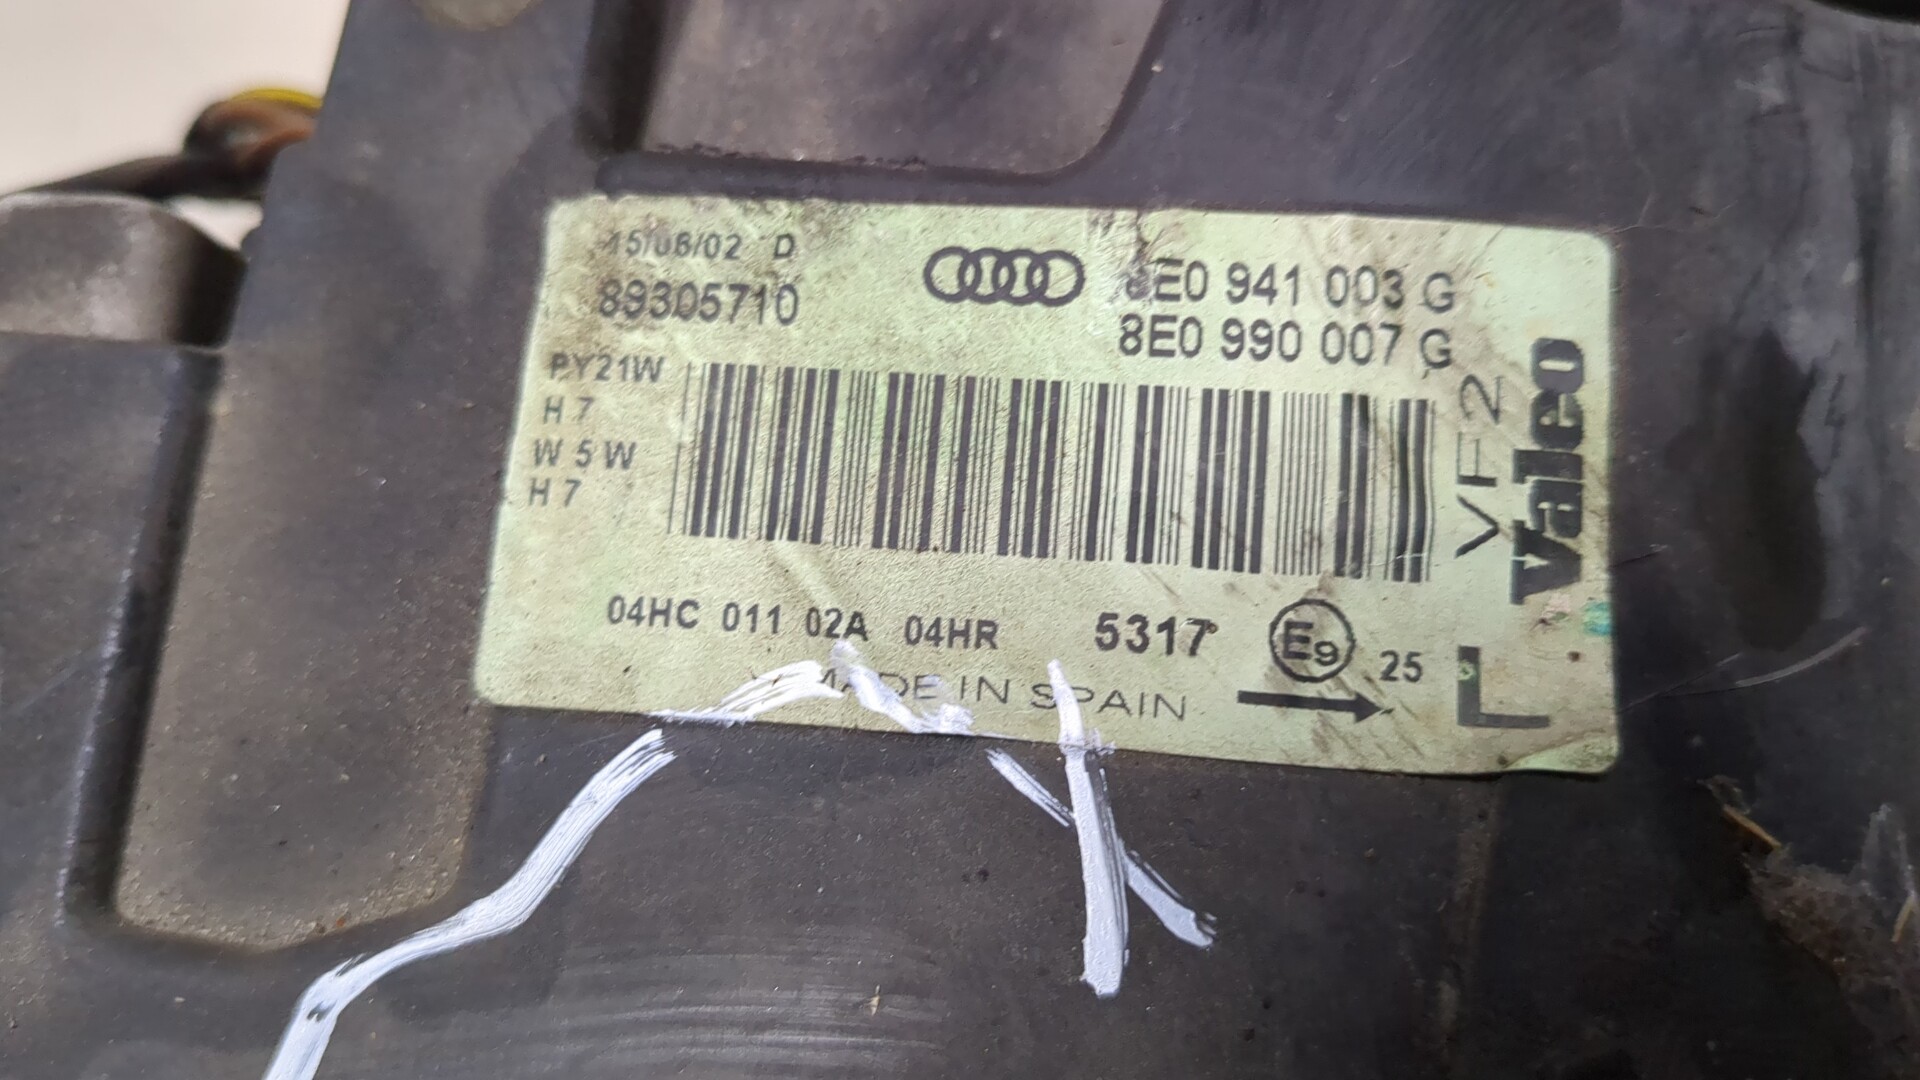 15/06/02 D
89305710
8E0 941 003 G
8E0 990 007 G
PY21W
H7
W5W
H7
VF2
Valeo
04HC 011 02A 04HR 5317 E9 25
MADE IN SPAIN
L